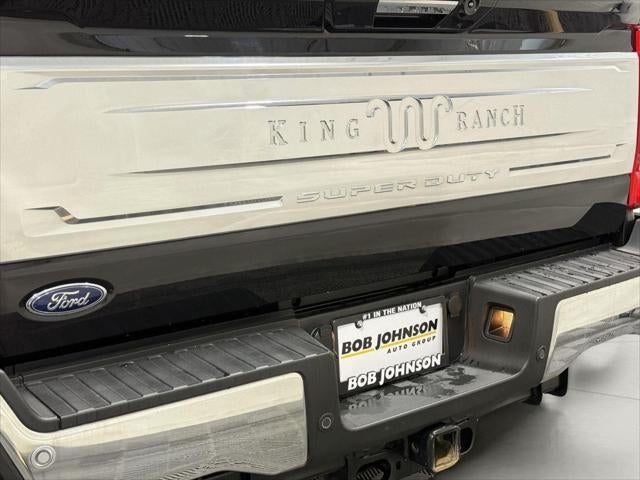 KING RANCH
SUPER DUTY
Ford
#1 IN THE NATION
BOB JOHNSON
AUTO GROUP
BOB JOHNSON